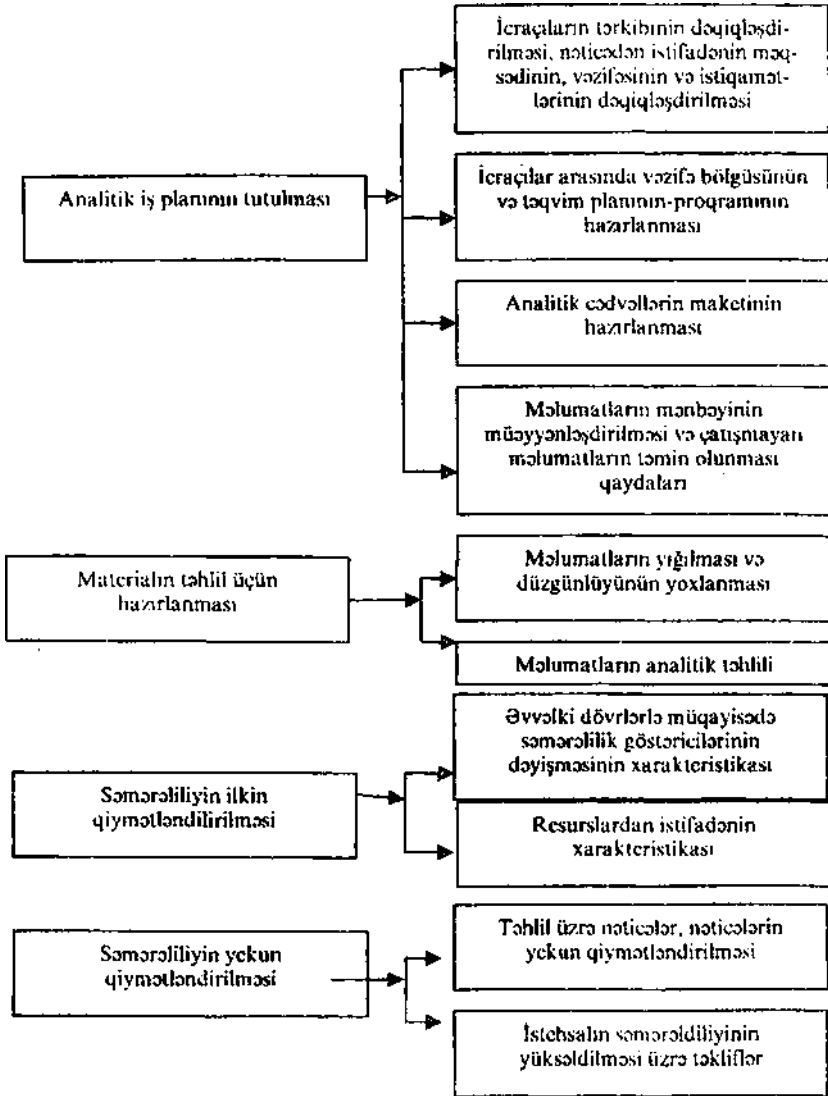 Analitik iş planının tutulması
İcraçıların tərkibinin dəqiqləşdi-
rilməsi, nəticədən istifadənin məq-
sədinin, vəzifəsinin və istiqamət-
lərinin dəqiqləşdirilməsi
İcraçılar arasında vəzifə bölgüsünün
və təqvim planının-proqramının
hazırlanması
Analitik cədvəllərin maketinin
hazırlanması
Məlumatların mənbəyinin
müəyyənləşdirilməsi və çatışmayan
məlumatların təmin olunması
qaydaları
Materialın təhlil üçün
hazırlanması
Məlumatların yığılması və
düzgünlüyünün yoxlanması
Məlumatların analitik təhlili
Səmərəliliyin ilkin
qiymətləndilirilməsi
Əvvəlki dövrlərlə müqayisədə
səmərəlilik göstəricilərinin
dəyişməsinin xarakteristikası
Resurslardan istifadənin
xarakteristikası
Səmərəliliyin yekun
qiymətləndirilməsi
Təhlil üzrə nəticələr, nəticələrin
yekun qiymətləndirilməsi
İstehsalın səmərəldiliyinin
yüksəldilməsi üzrə təkliflər